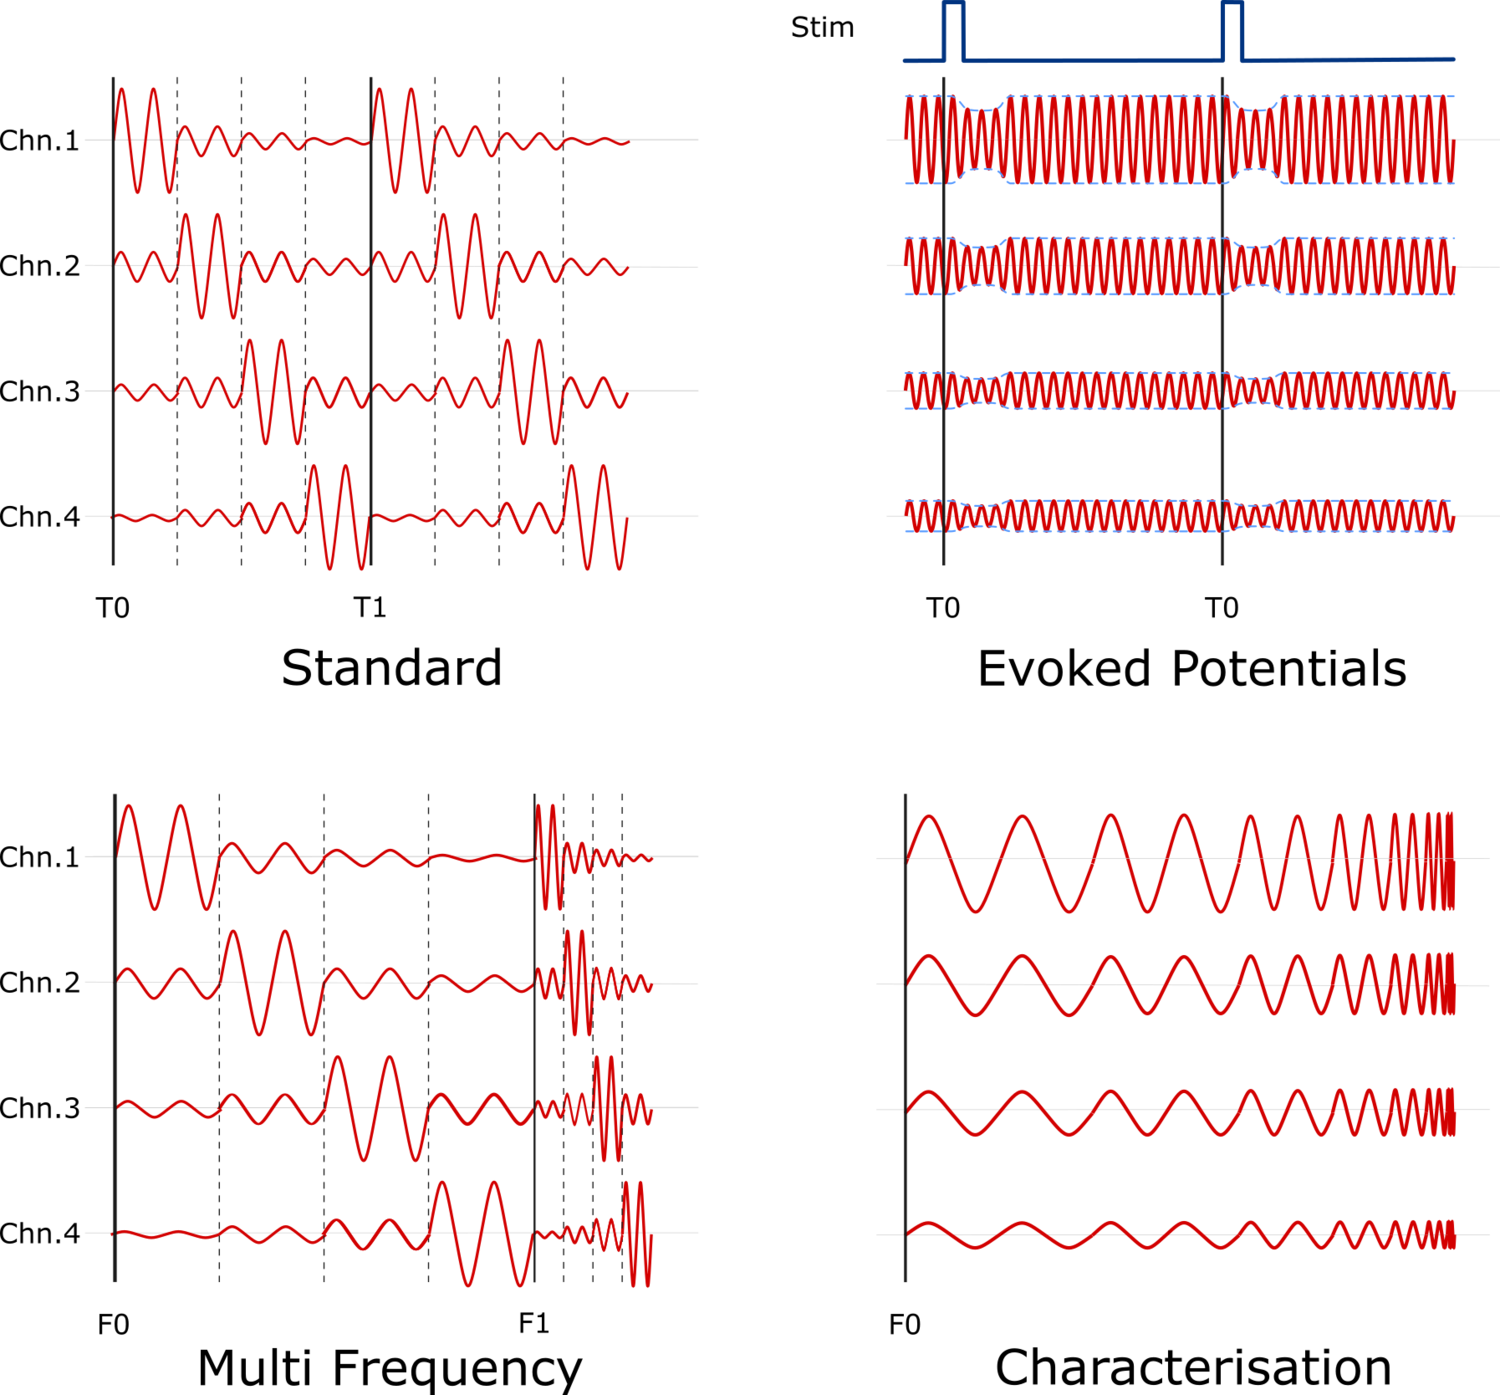 Stim
Chn.1
Chn.2
Chn.3
Chn.4
T0 T1
T0 T0
Standard
Evoked Potentials
Chn.1
Chn.2
Chn.3
Chn.4
F0 F1
F0
Multi Frequency
Characterisation